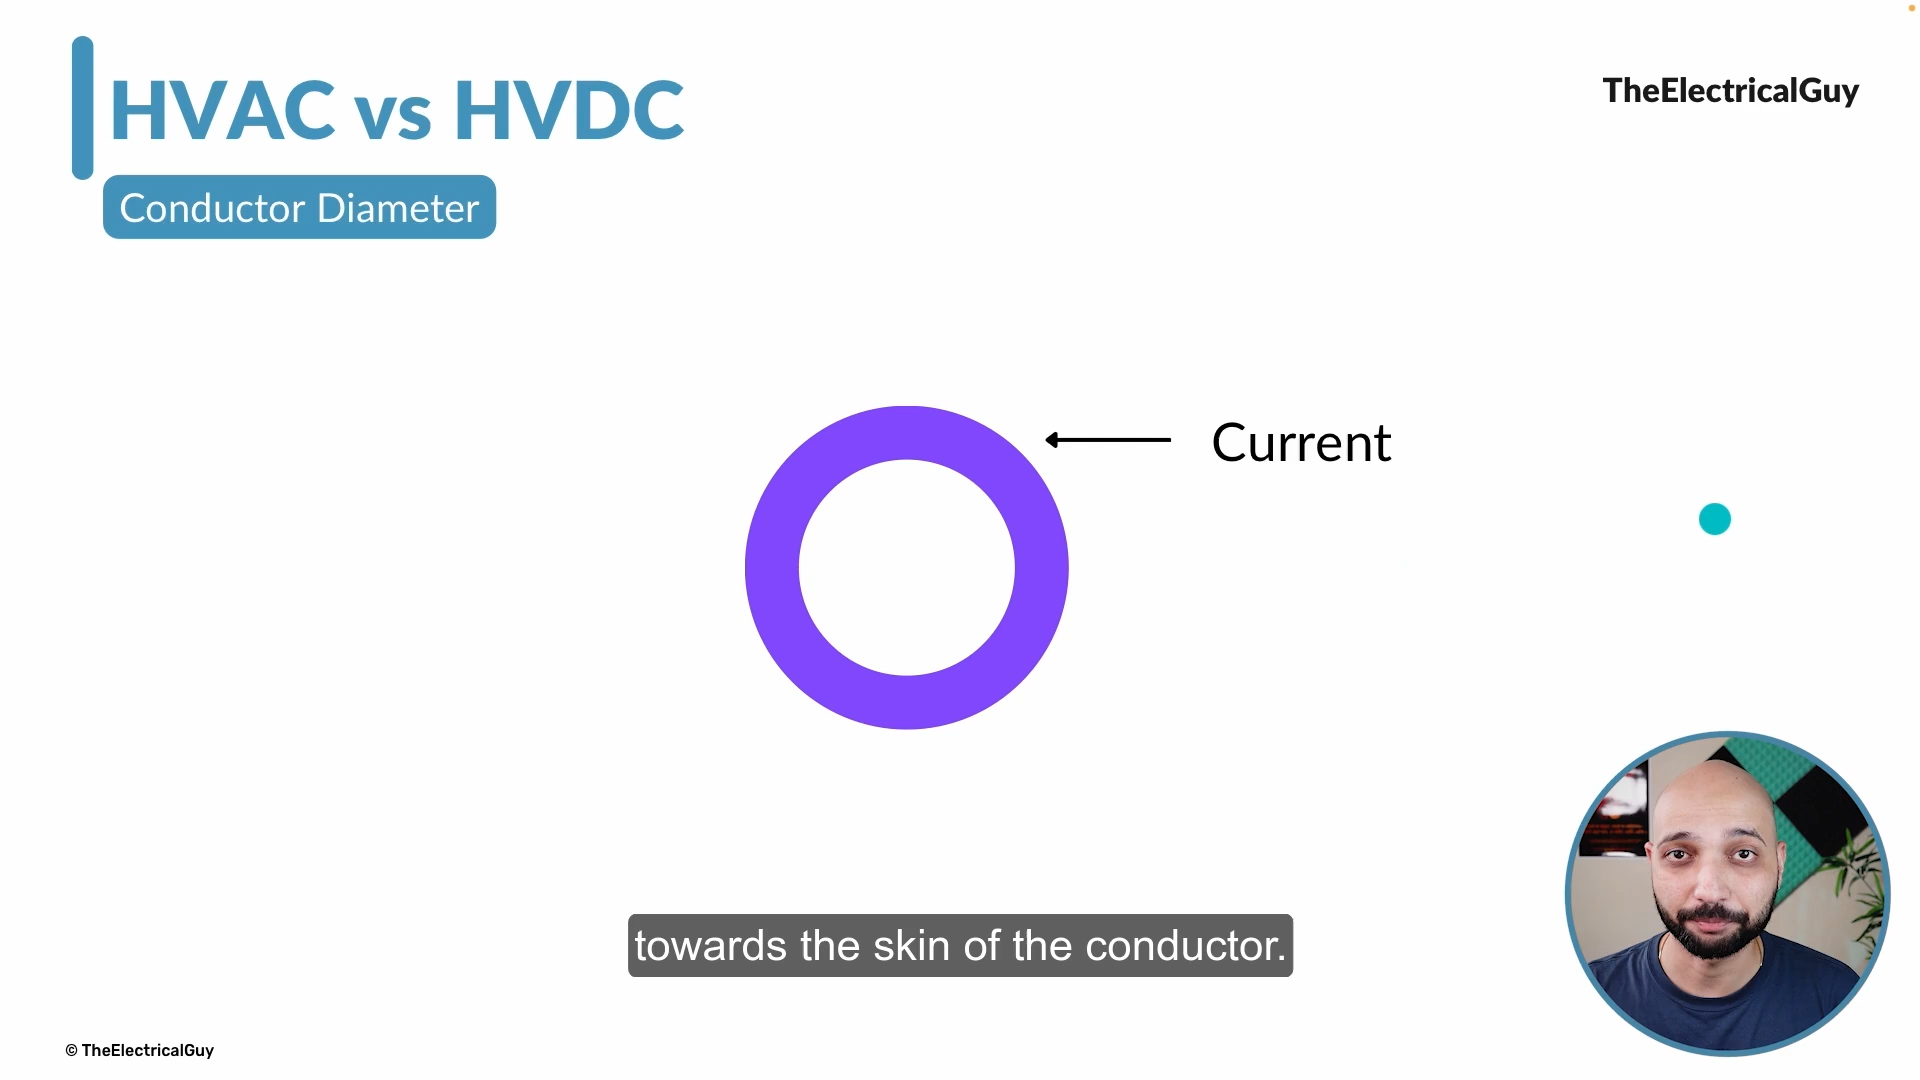 HVAC vs HVDC
TheElectricalGuy
Conductor Diameter
Current
towards the skin of the conductor.
© TheElectricalGuy